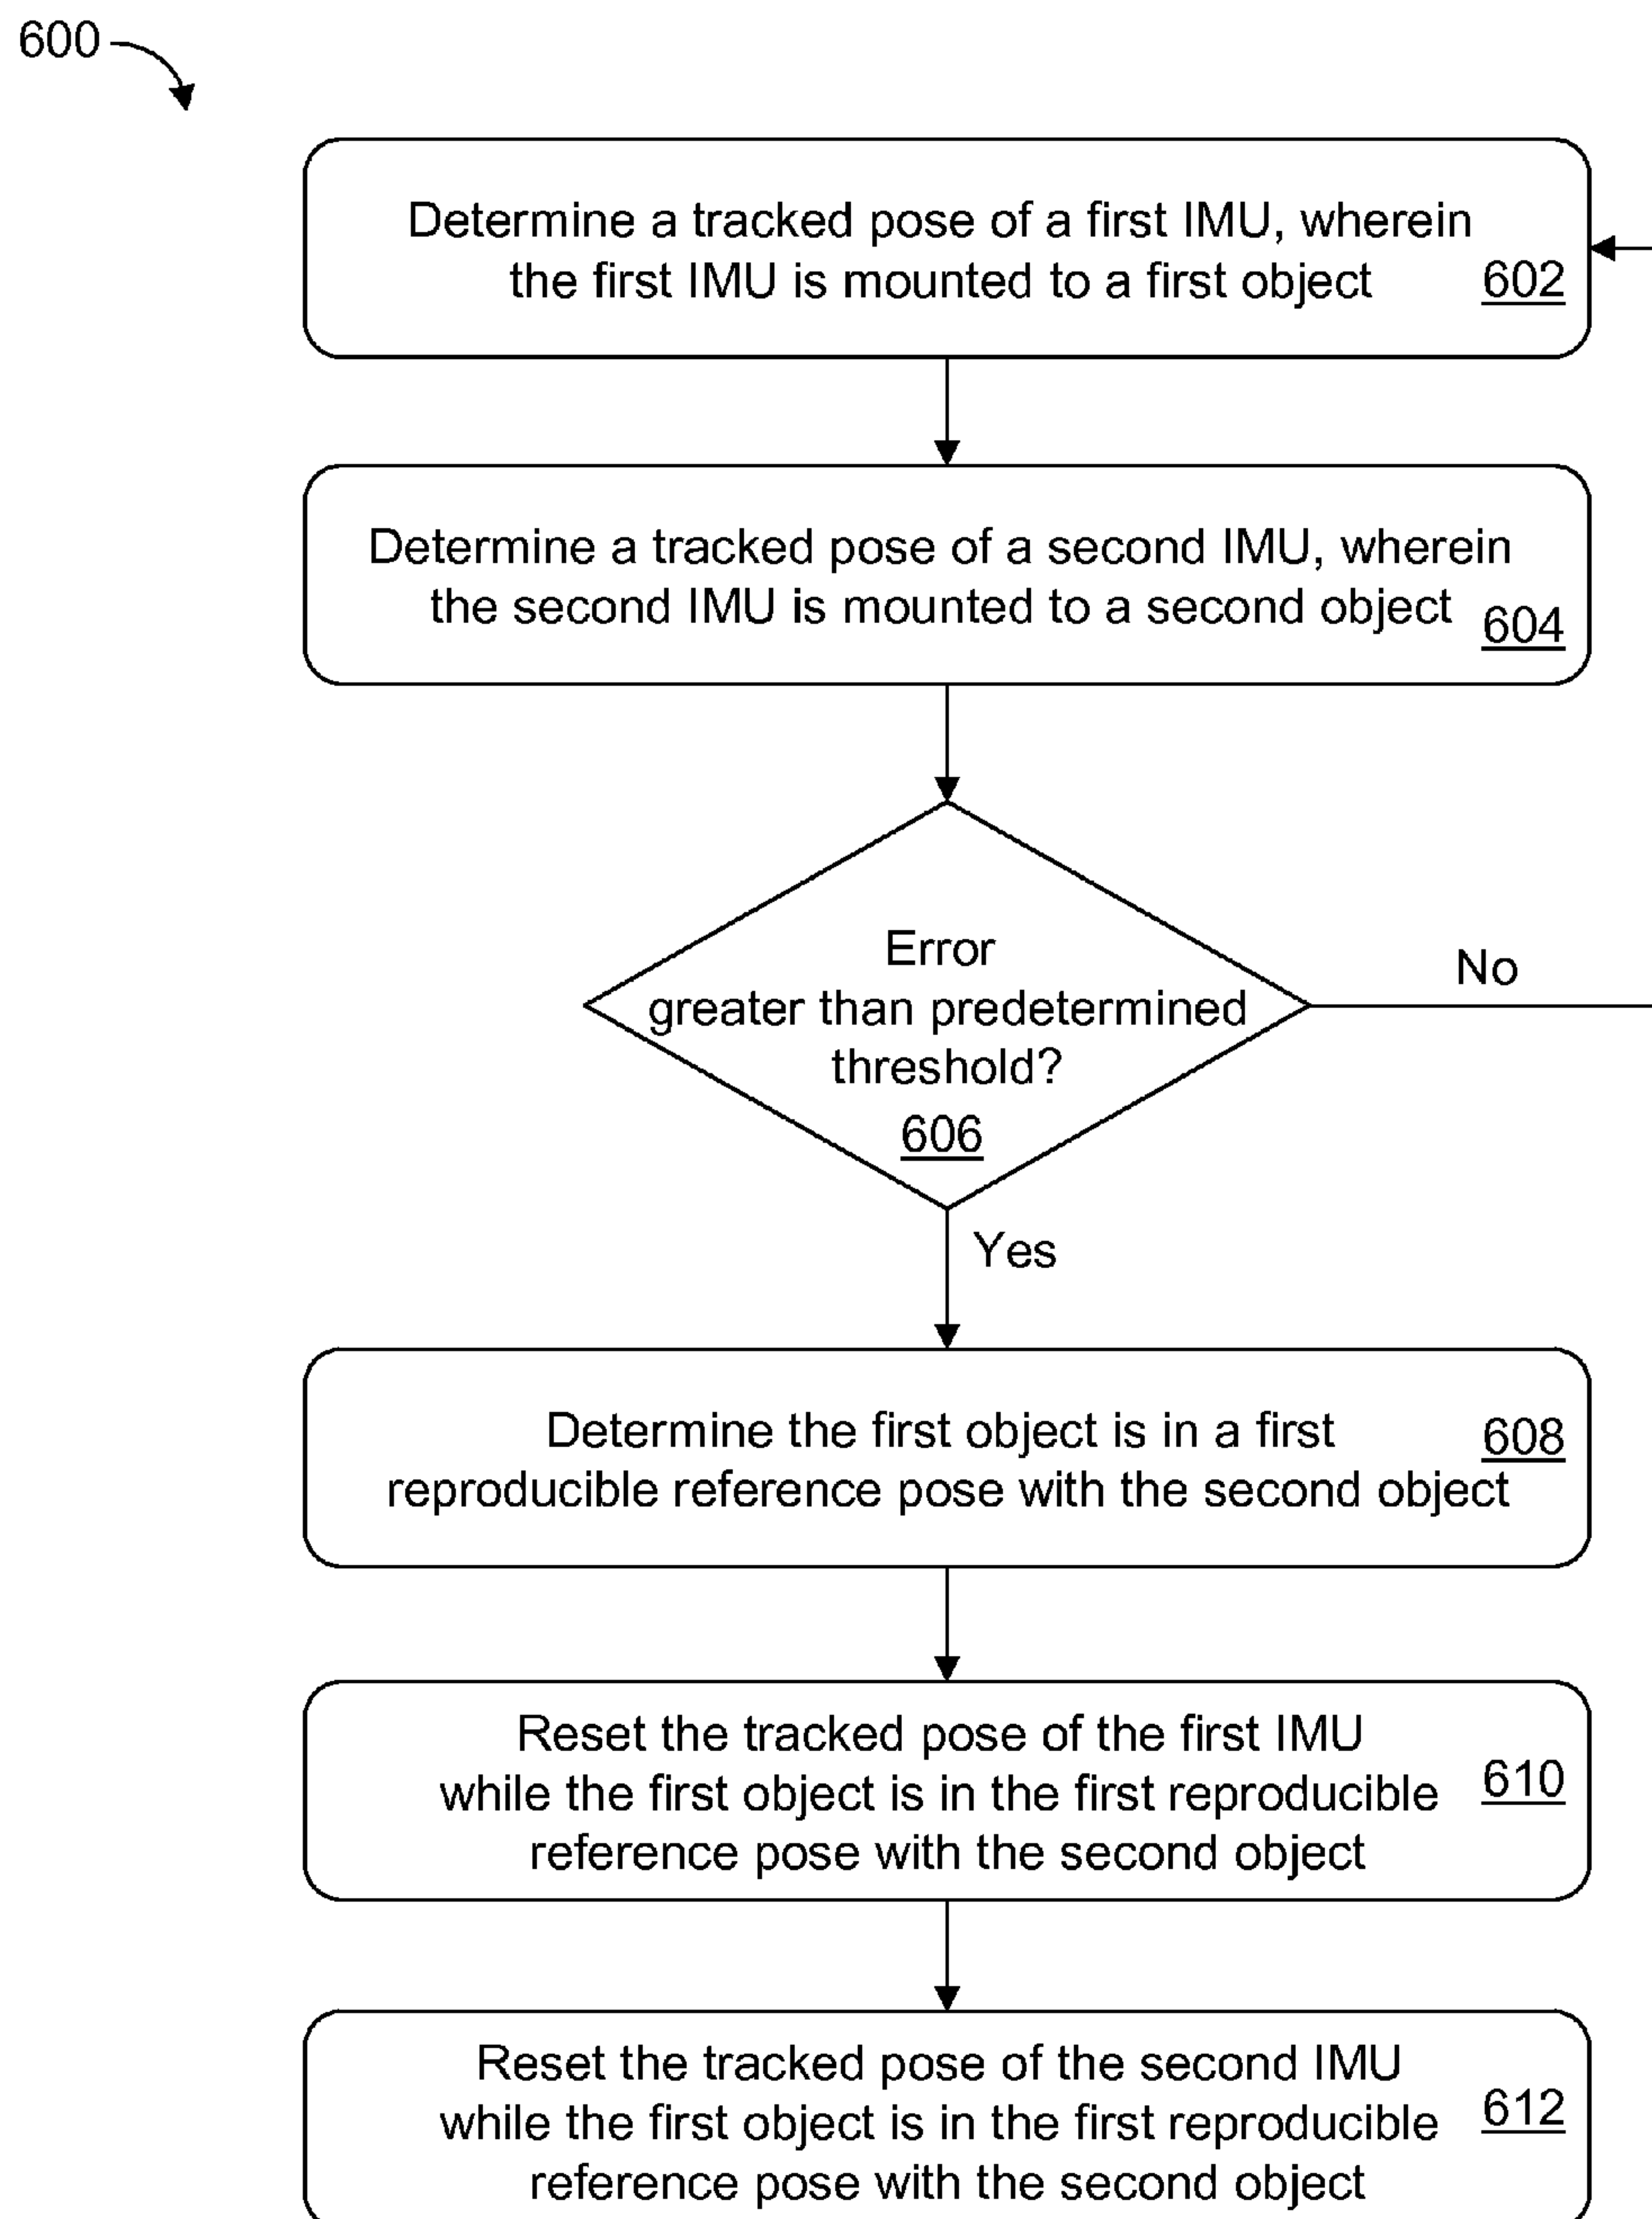 600
Determine a tracked pose of a first IMU, wherein
the first IMU is mounted to a first object
602
Determine a tracked pose of a second IMU, wherein
the second IMU is mounted to a second object
604
Error
greater than predetermined
threshold?
606
No
Yes
Determine the first object is in a first
reproducible reference pose with the second object
608
Reset the tracked pose of the first IMU
while the first object is in the first reproducible
reference pose with the second object
610
Reset the tracked pose of the second IMU
while the first object is in the first reproducible
reference pose with the second object
612